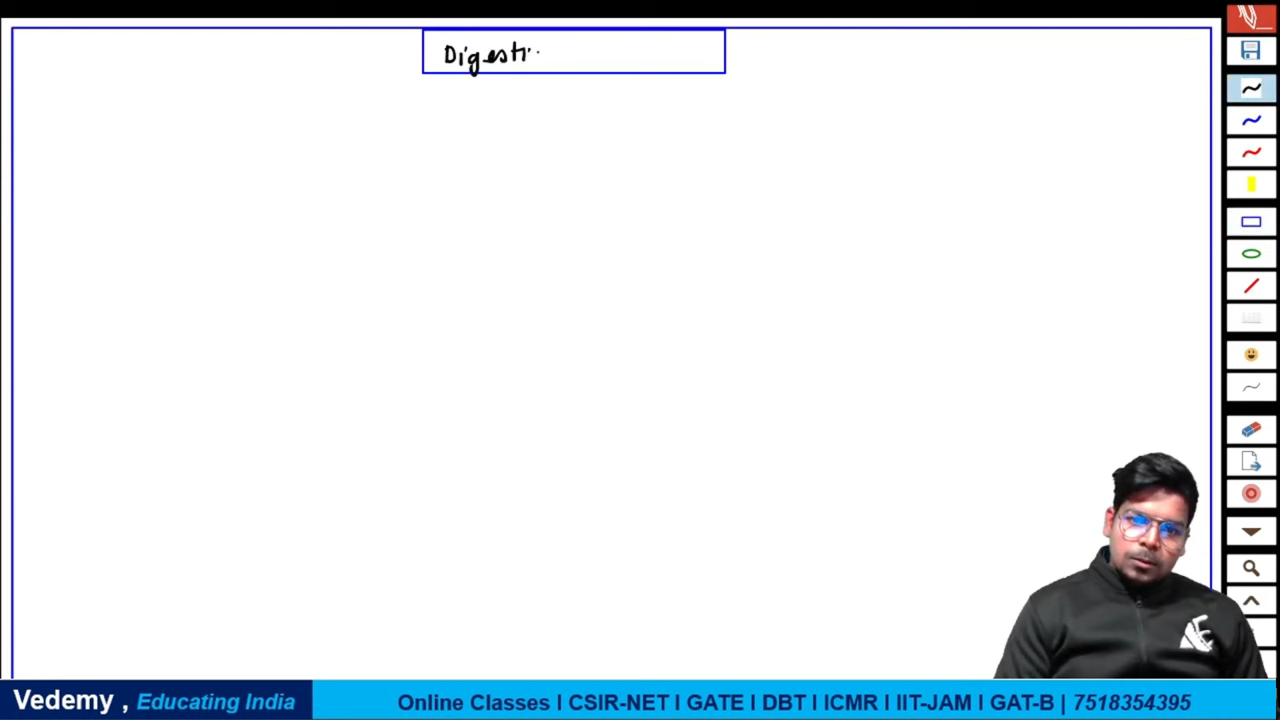 Digesti
Vedemy , Educating India
Online Classes I CSIR-NET I GATE I DBT I ICMR I IIT-JAM I GAT-B | 7518354395